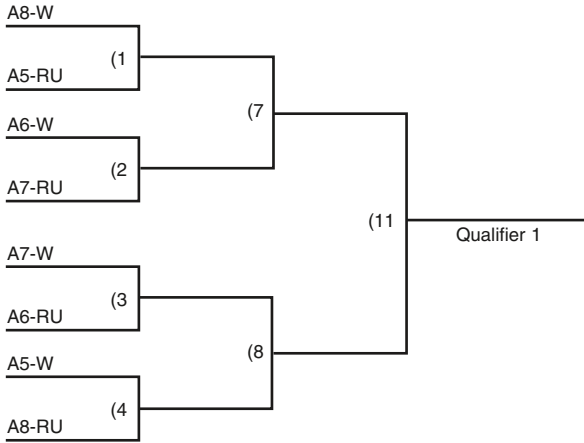 A8-W
(1
A5-RU
(7
A6-W
(2
A7-RU
(11
Qualifier 1
A7-W
(3
A6-RU
(8
A5-W
(4
A8-RU